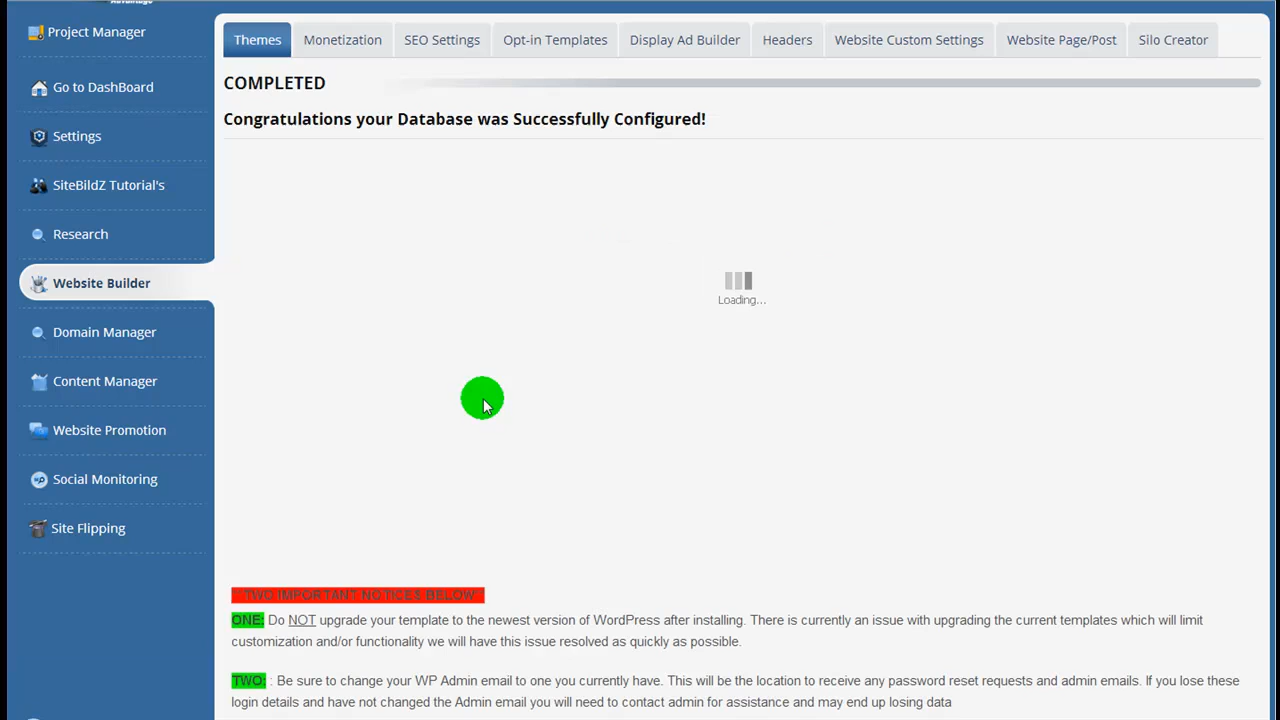 Advantage
Project Manager
Go to DashBoard
Settings
SiteBildZ Tutorial's
Research
Website Builder
Domain Manager
Content Manager
Website Promotion
Social Monitoring
Site Flipping
Themes
Monetization
SEO Settings
Opt-in Templates
Display Ad Builder
Headers
Website Custom Settings
Website Page/Post
Silo Creator
COMPLETED
Congratulations your Database was Successfully Configured!
Loading...
TWO IMPORTANT NOTICES BELOW
ONE: Do NOT upgrade your template to the newest version of WordPress after installing. There is currently an issue with upgrading the current templates which will limit
customization and/or functionality we will have this issue resolved as quickly as possible.
TWO: : Be sure to change your WP Admin email to one you currently have. This will be the location to receive any password reset requests and admin emails. If you lose these
login details and have not changed the Admin email you will need to contact admin for assistance and may end up losing data